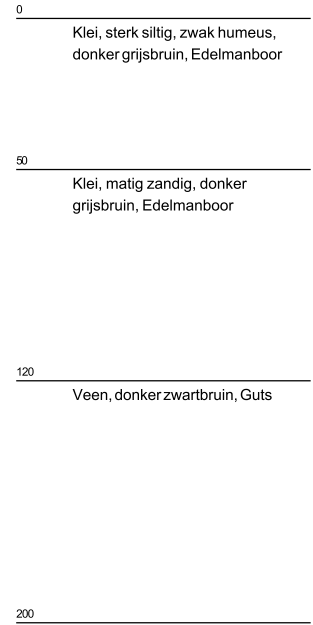 0
Klei, sterk siltig, zwak humeus,
donker grijsbruin, Edelmanboor
50
Klei, matig zandig, donker
grijsbruin, Edelmanboor
120
Veen, donker zwartbruin, Guts
200